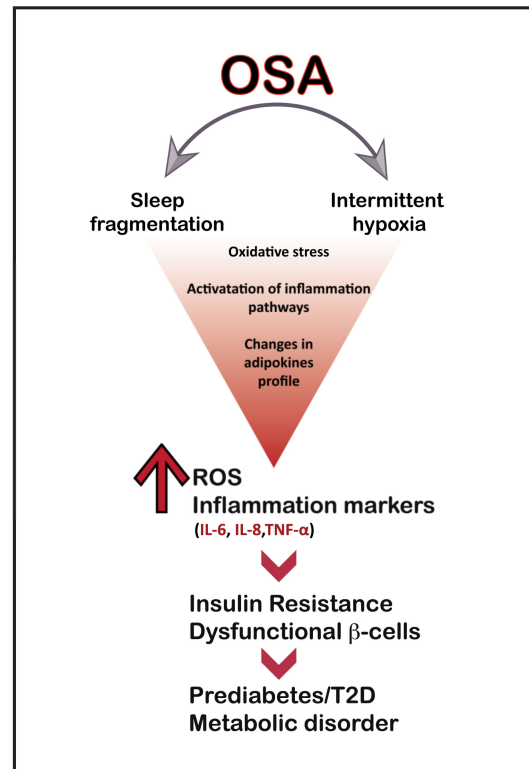 OSA
Sleep
fragmentation
Intermittent
hypoxia
Oxidative stress
Activatation of inflammation
pathways
Changes in
adipokines
profile
ROS
Inflammation markers
(IL-6, IL-8,TNF-α)
Insulin Resistance
Dysfunctional β-cells
Prediabetes/T2D
Metabolic disorder